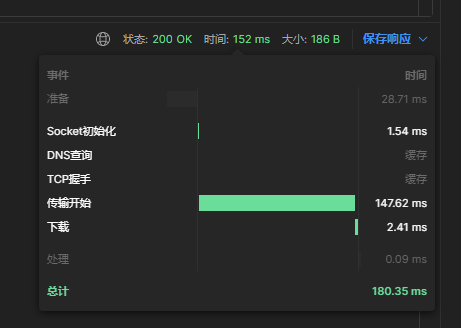 状态: 200 OK 时间: 152 ms 大小: 186 B 保存响应
事件 时间
准备 28.71 ms
Socket初始化 1.54 ms
DNS查询 缓存
TCP握手 缓存
传输开始 147.62 ms
下载 2.41 ms
处理 0.09 ms
总计 180.35 ms